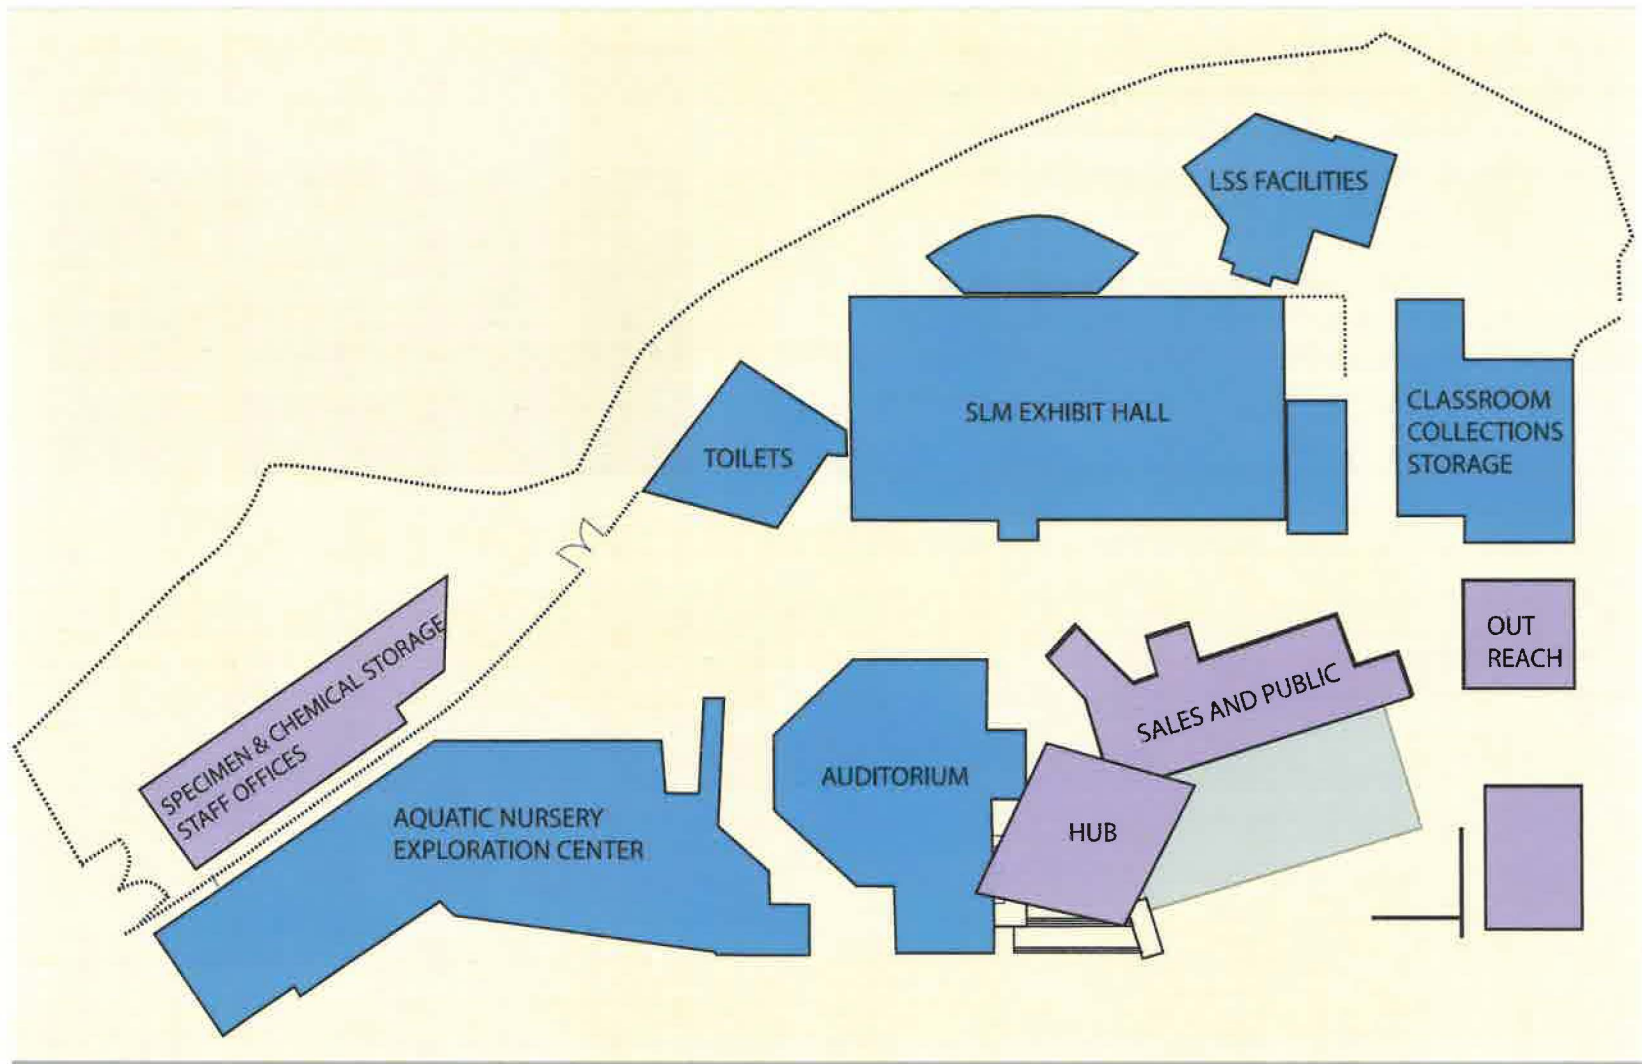 LSS FACILITIES
SLM EXHIBIT HALL
CLASSROOM
COLLECTIONS
STORAGE
TOILETS
OUT
REACH
SPECIMEN & CHEMICAL STORAGE
STAFF OFFICES
SALES AND PUBLIC
AUDITORIUM
AQUATIC NURSERY
EXPLORATION CENTER
HUB